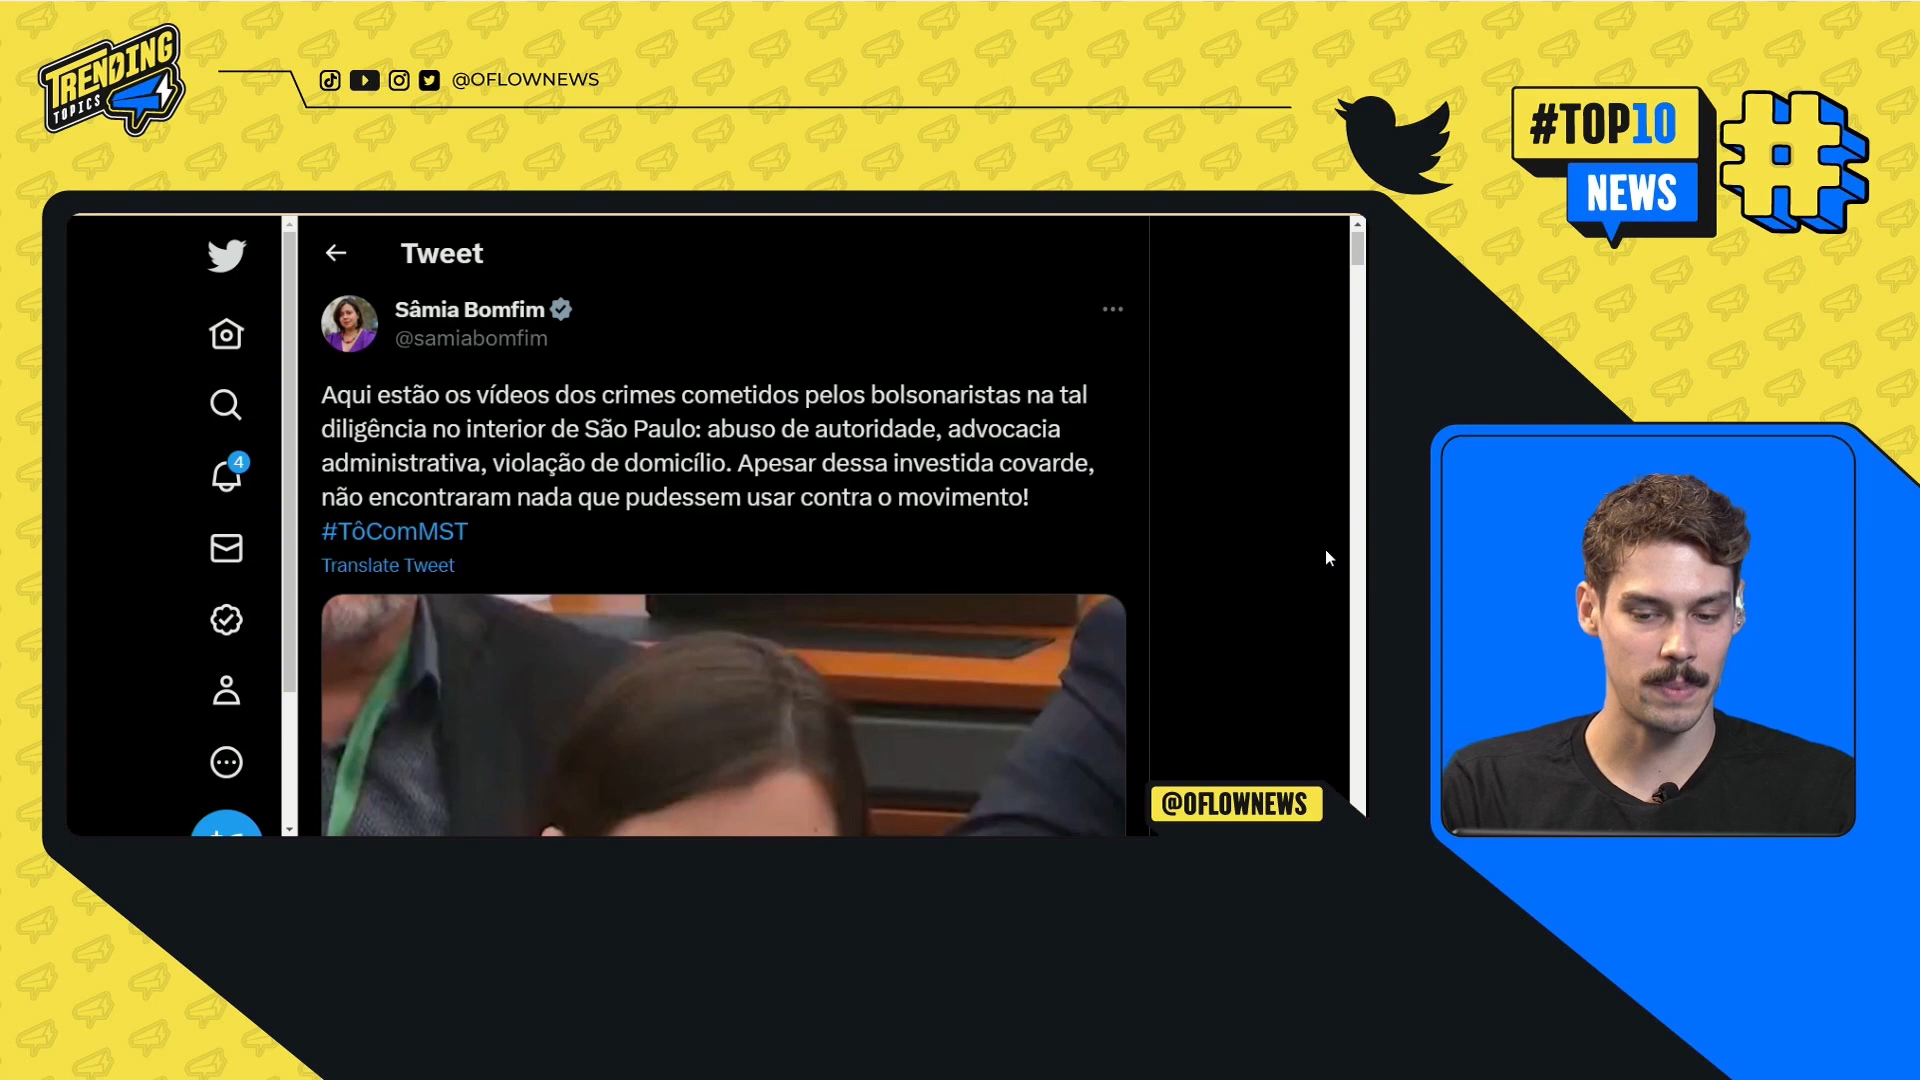 TRENDING
TOPICS
@OFLOWNEWS
#TOP10
NEWS
Tweet
Sâmia Bomfim
@samiabomfim
Aqui estão os vídeos dos crimes cometidos pelos bolsonaristas na tal
diligência no interior de São Paulo: abuso de autoridade, advocacia
administrativa, violação de domicílio. Apesar dessa investida covarde,
não encontraram nada que pudessem usar contra o movimento!
#TôComMST
Translate Tweet
4
@OFLOWNEWS